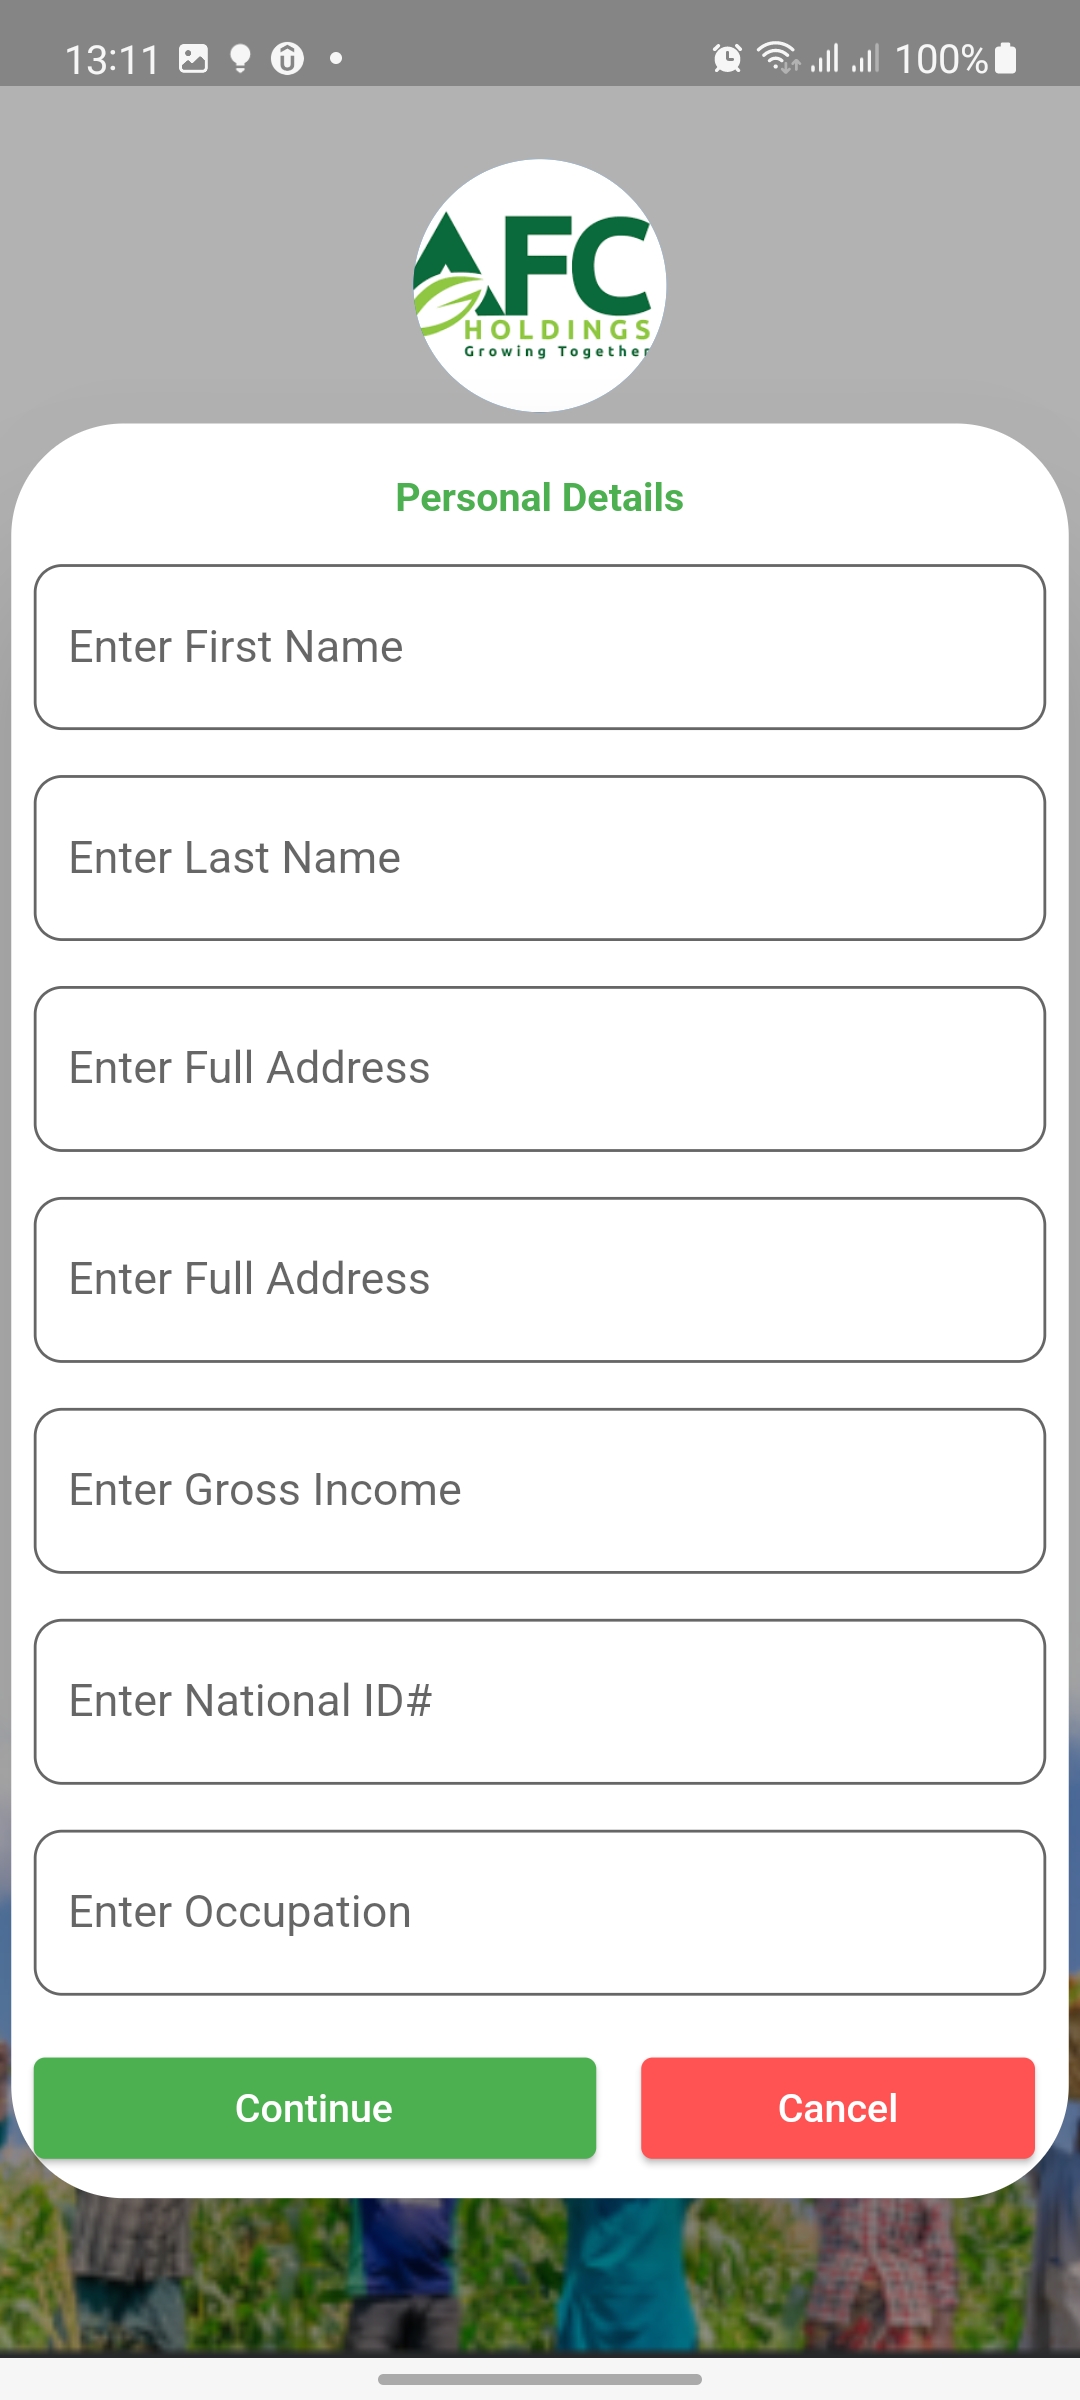 13:11
100%
AFC
HOLDINGS
Growing Together
Personal Details
Enter First Name
Enter Last Name
Enter Full Address
Enter Full Address
Enter Gross Income
Enter National ID#
Enter Occupation
Continue
Cancel